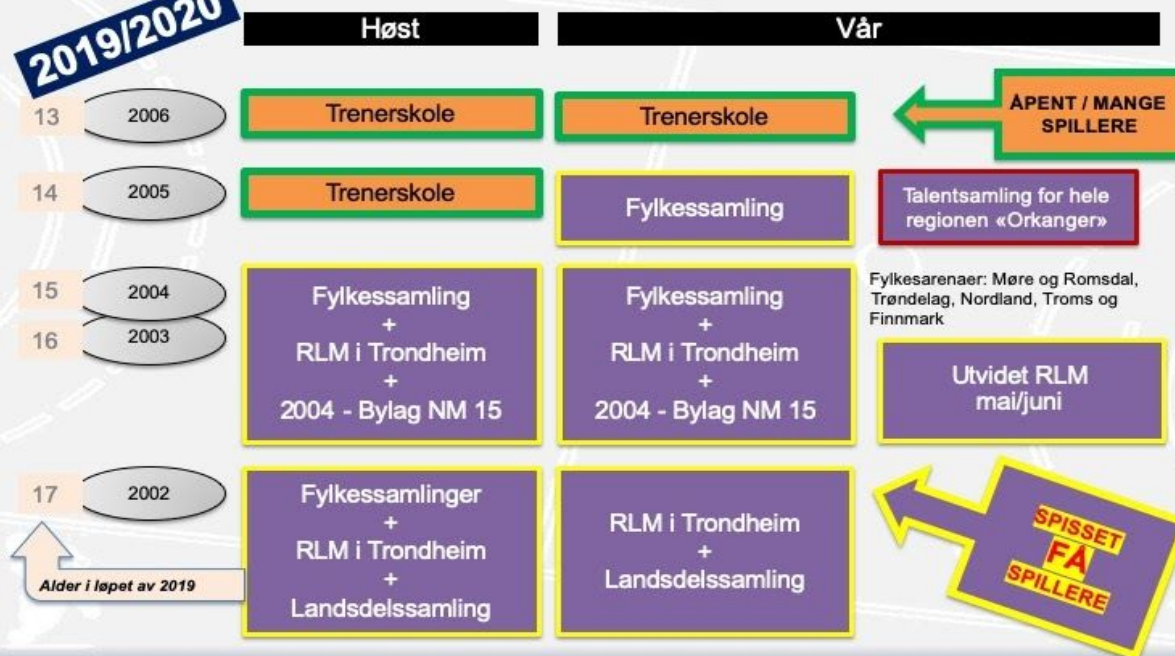 2019/2020
Høst
Vår
13
2006
Trenerskole
Trenerskole
ÅPENT / MANGE
SPILLERE
14
2005
Trenerskole
Fylkessamling
Talentsamling for hele
regionen «Orkanger»
15
2004
16
2003
Fylkessamling
+
RLM i Trondheim
+
2004 - Bylag NM 15
Fylkessamling
+
RLM i Trondheim
+
2004 - Bylag NM 15
Fylkesarenaer: Møre og Romsdal,
Trøndelag, Nordland, Troms og
Finnmark
Utvidet RLM
mai/juni
17
2002
Fylkessamlinger
+
RLM i Trondheim
+
Landsdelssamling
RLM i Trondheim
+
Landsdelssamling
SPISSET
FÅ
SPILLERE
Alder i løpet av 2019